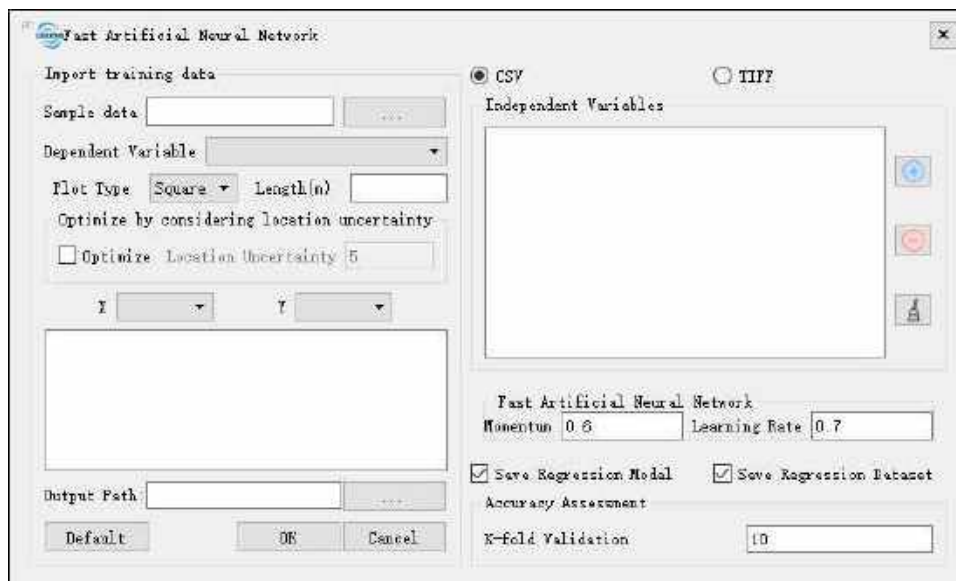 Fast Artificial Neural Network
Import training data
Sample data ...
Dependent Variable
Plot Type Square Length(m)
Optimize by considering location uncertainty
Optimize Location Uncertainty 5
X Y
Output Path ...
Default OK Cancel
CSV TIFF
Independent Variables
Fast Artificial Neural Network
Momentum 0.6 Learning Rate 0.7
Save Regression Modal Save Regression Dataset
Accuracy Assessment
K-fold Validation 10